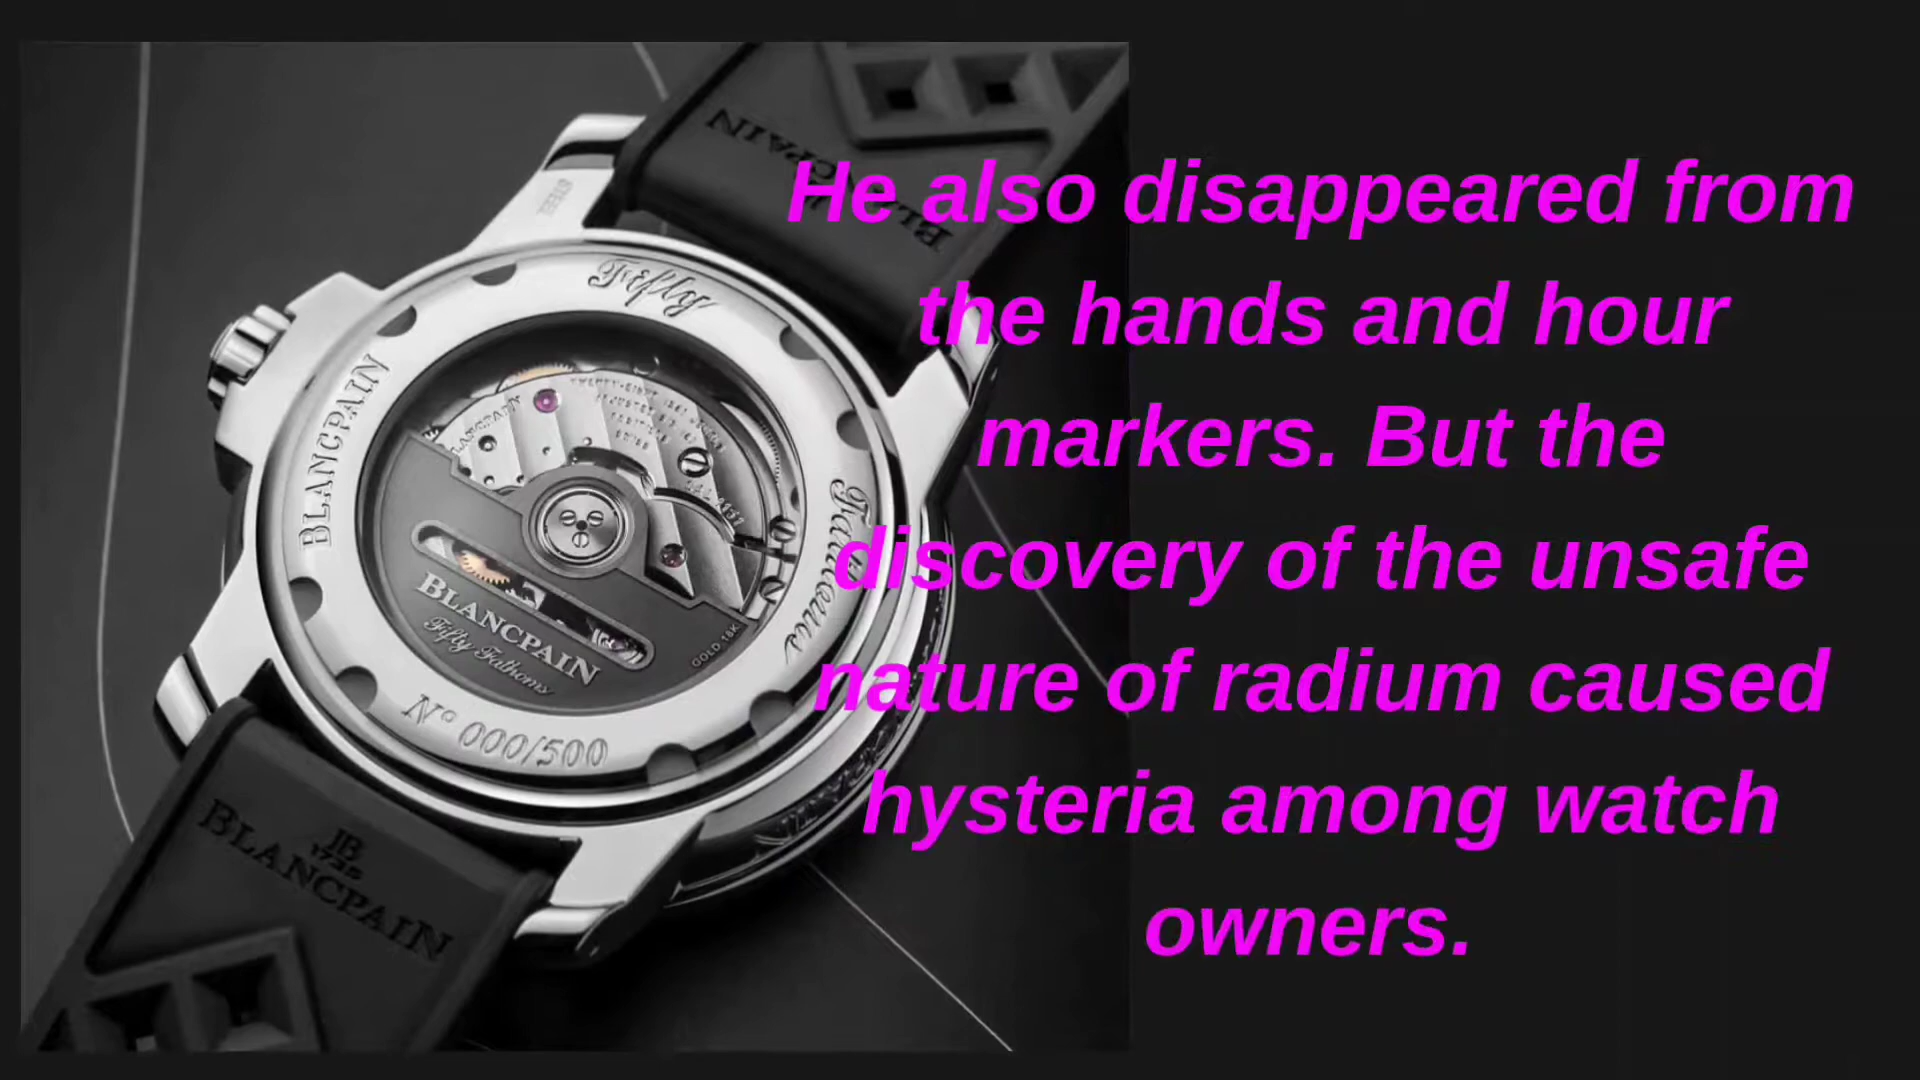 He also disappeared from
the hands and hour
markers. But the
discovery of the unsafe
nature of radium caused
hysteria among watch
owners.
BLANCPAIN
STEEL
Fifty
Fathoms
BLANCPAIN
BLANCPAIN
Fifty Fathoms
GOLD 18K
N° 000/500
JB
1735
BLANCPAIN